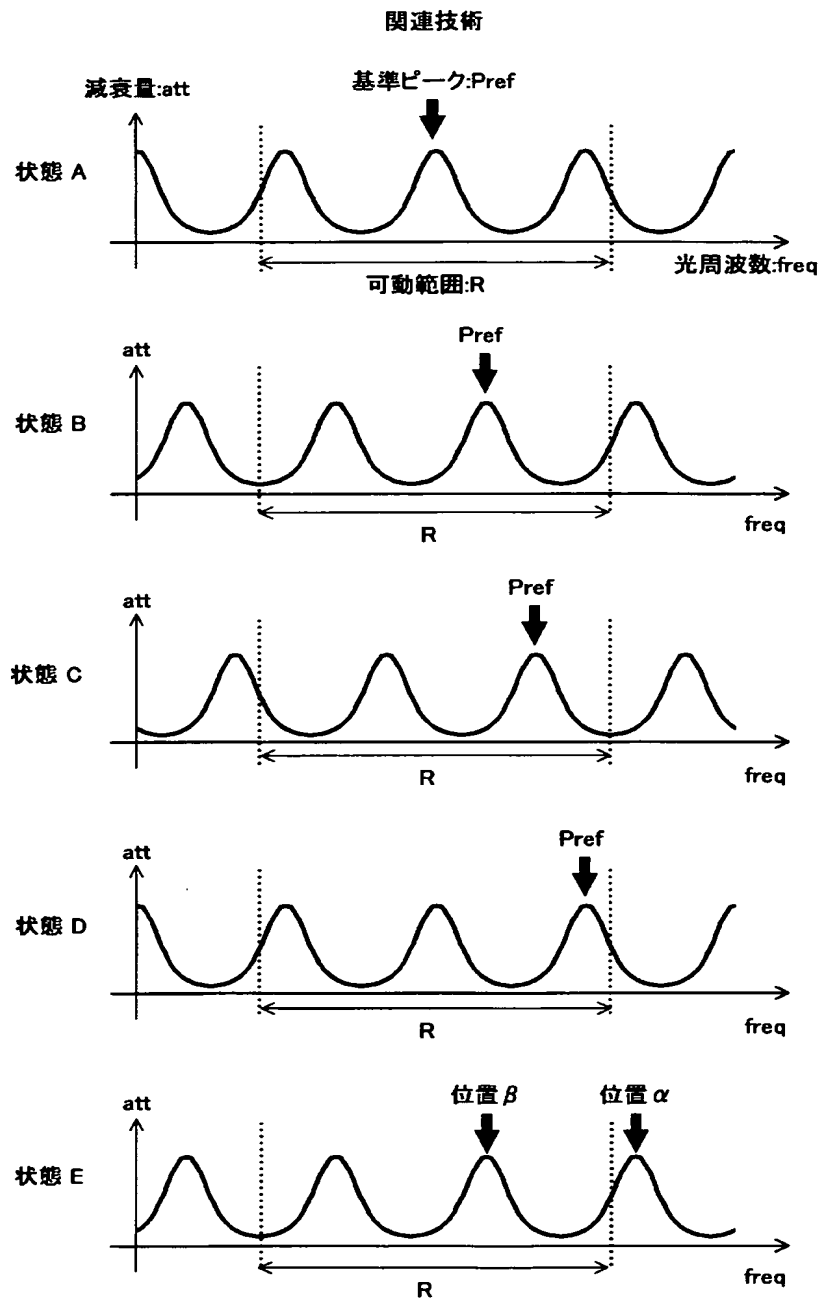 関連技術
減衰量:att
基準ピーク:Pref
状態 A
光周波数:freq
可動範囲:R
att
Pref
状態 B
freq
R
att
Pref
状態 C
freq
R
att
Pref
状態 D
freq
R
att
位置β
位置α
状態 E
freq
R